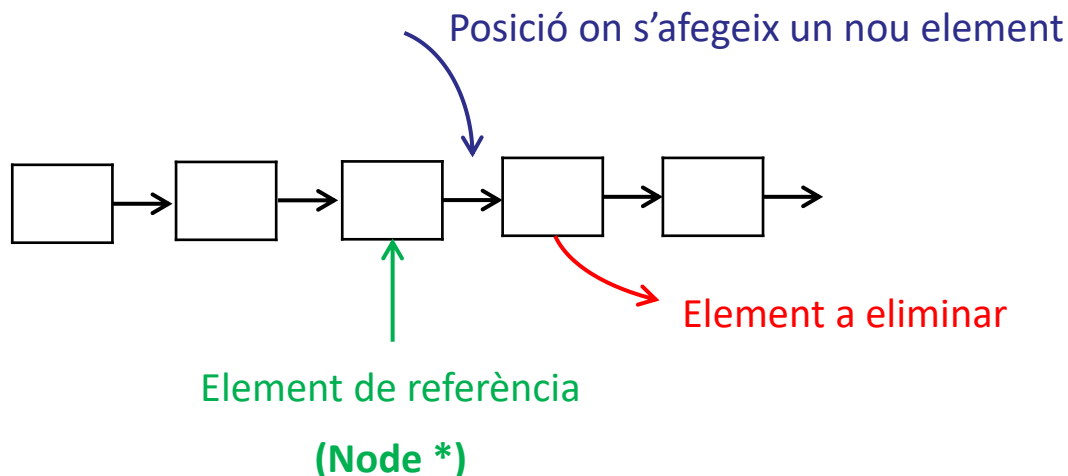 Posició on s’afegeix un nou element
Element a eliminar
Element de referència
(Node *)